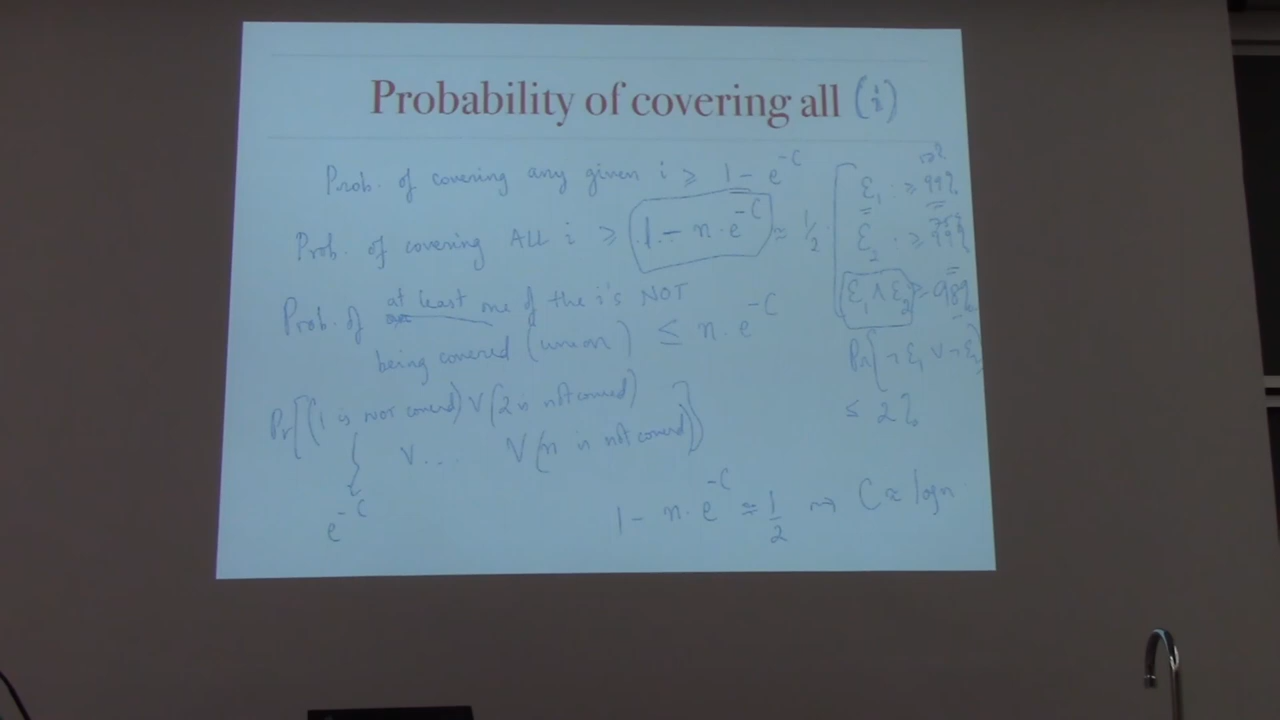 Probability of covering all (i)
Prob. of covering any given i ⩾ 1 - e^{-C}
Prob. of covering ALL i ⩾ 1 - n·e^{-C} ≈ 1/2
Prob. of at least one of the i's NOT
being covered (union) ≤ n·e^{-C}
Pr[(1 is not covered) V (2 is not covered)
V ... V (n is not covered)]
e^{-C}
1 - n·e^{-C} ≈ 1/2 ⇝ C ≈ log n
ε₁ : ⩾ 99%
ε₂ : ⩾ 99%
ε₁ ∧ ε₂ ⩾ 98%
Pr[¬ε₁ ∨ ¬ε₂]
≤ 2%